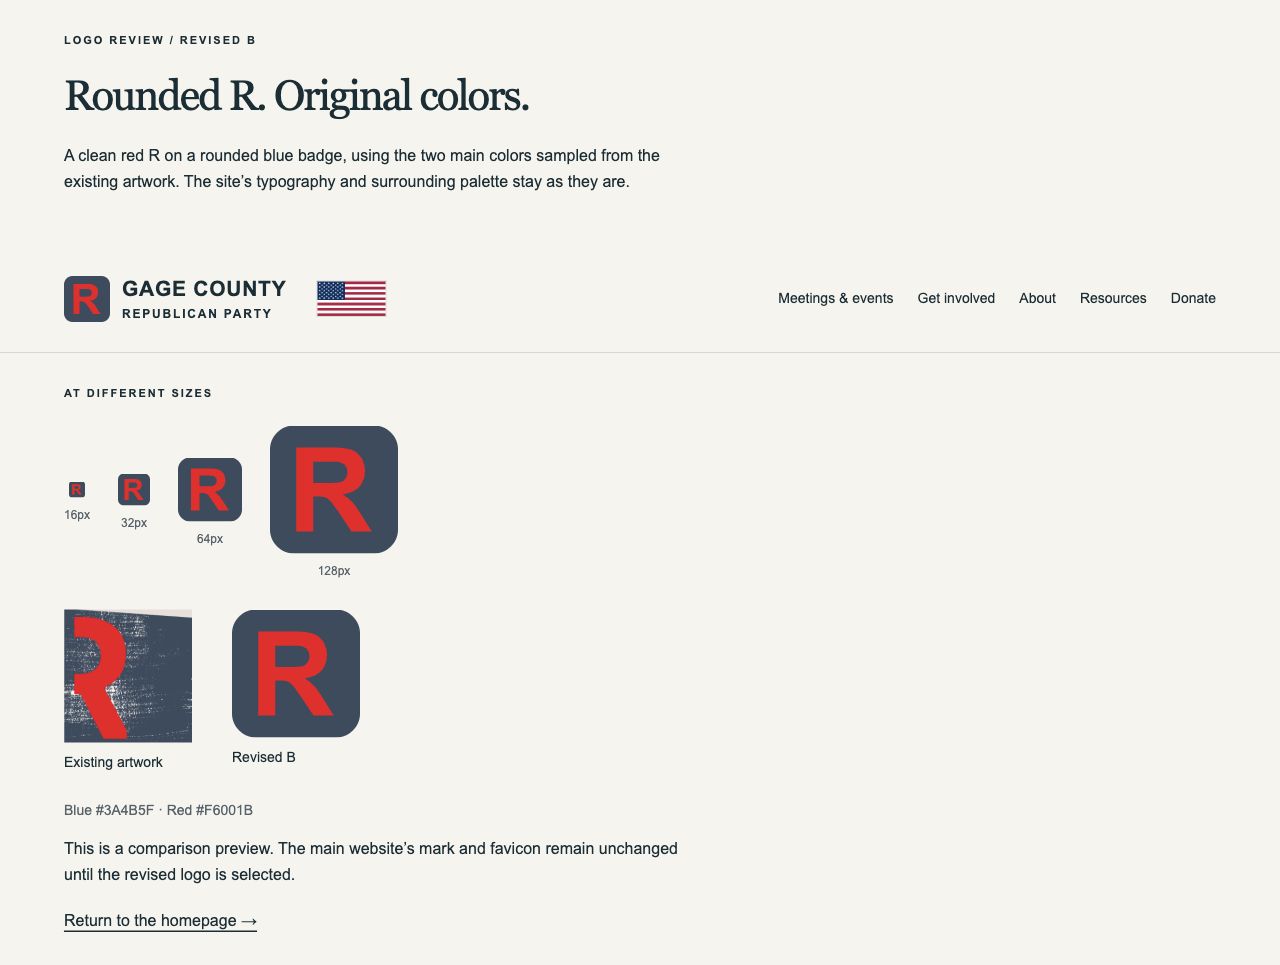 LOGO REVIEW / REVISED B
Rounded R. Original colors.
A clean red R on a rounded blue badge, using the two main colors sampled from the
existing artwork. The site’s typography and surrounding palette stay as they are.
R
GAGE COUNTY
REPUBLICAN PARTY
Meetings & events
Get involved
About
Resources
Donate
AT DIFFERENT SIZES
R
R
R
R
16px
32px
64px
128px
R
R
Existing artwork
Revised B
Blue #3A4B5F · Red #F6001B
This is a comparison preview. The main website’s mark and favicon remain unchanged
until the revised logo is selected.
Return to the homepage →